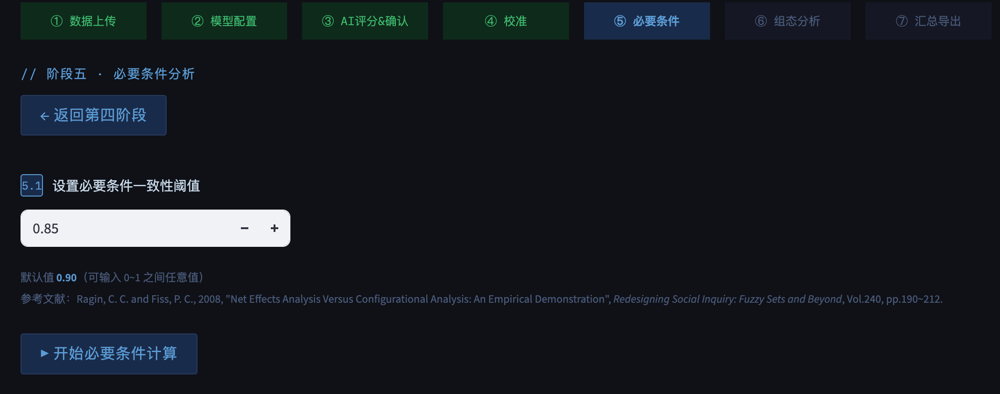 ① 数据上传 ② 模型配置 ③ AI评分&确认 ④ 校准 ⑤ 必要条件 ⑥ 组态分析 ⑦ 汇总导出
// 阶段五 · 必要条件分析
← 返回第四阶段
5.1 设置必要条件一致性阈值
0.85 − +
默认值 0.90（可输入 0~1 之间任意值）
参考文献：Ragin, C. C. and Fiss, P. C., 2008, "Net Effects Analysis Versus Configurational Analysis: An Empirical Demonstration", Redesigning Social Inquiry: Fuzzy Sets and Beyond, Vol.240, pp.190~212.
▶ 开始必要条件计算